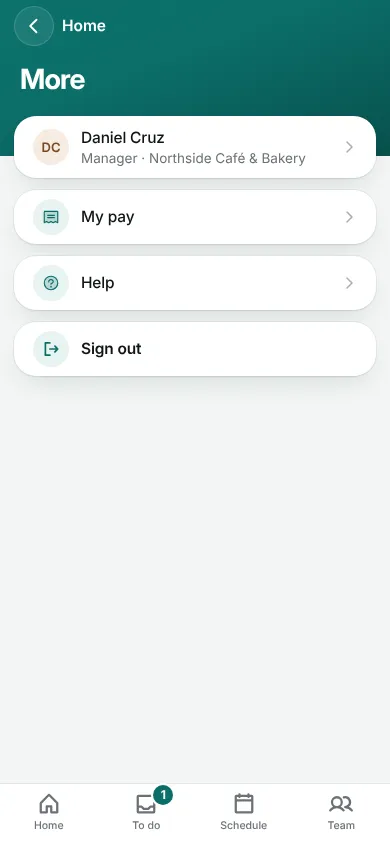 Home
More
DC
Daniel Cruz
Manager · Northside Café & Bakery
My pay
Help
Sign out
1
Home
To do
Schedule
Team